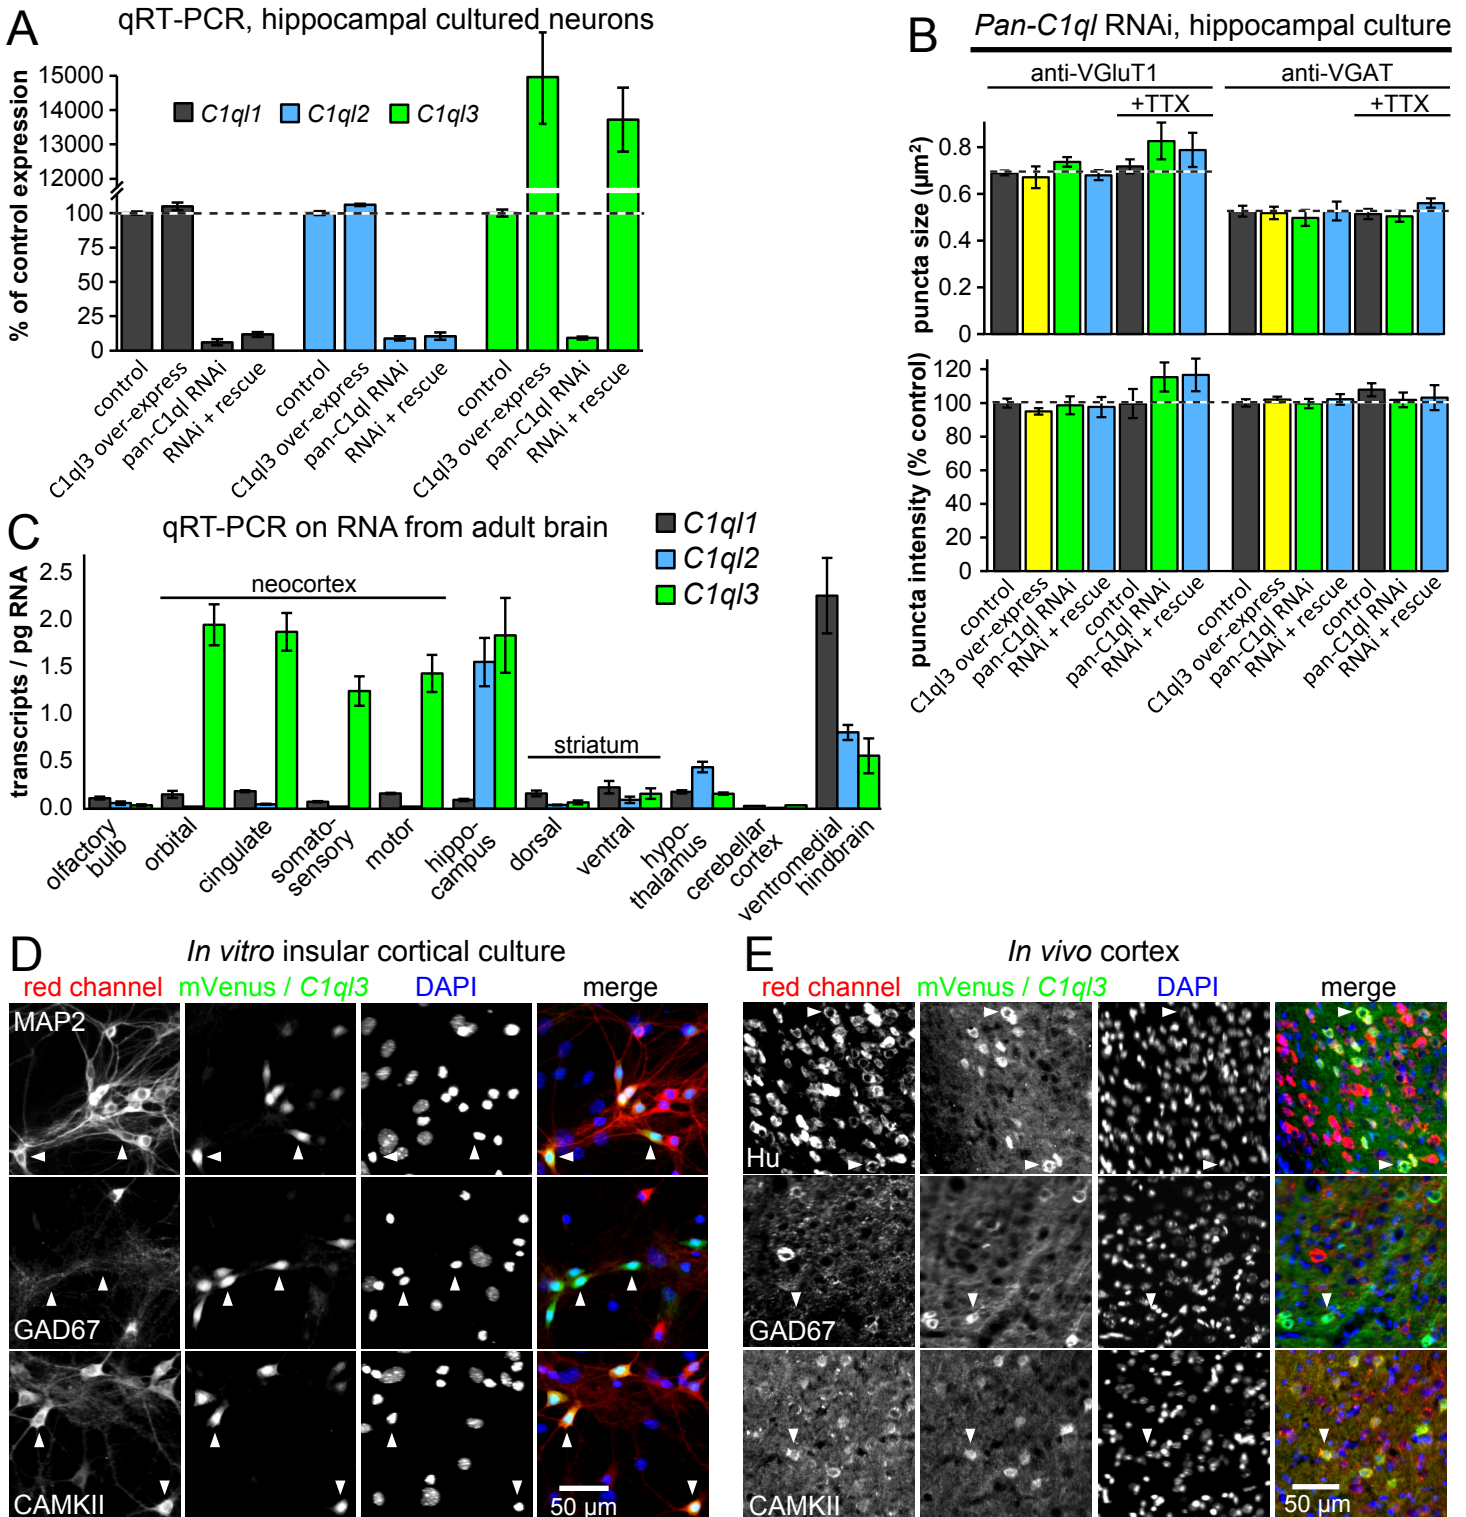 A
qRT-PCR, hippocampal cultured neurons
15000
14000
13000
12000
100
75
50
25
0
% of control expression
C1ql1
C1ql2
C1ql3
control
C1ql3 over-express
pan-C1ql RNAi
RNAi + rescue
control
C1ql3 over-express
pan-C1ql RNAi
RNAi + rescue
control
C1ql3 over-express
pan-C1ql RNAi
RNAi + rescue
B
Pan-C1ql RNAi, hippocampal culture
anti-VGluT1
anti-VGAT
+TTX
+TTX
puncta size (µm²)
0.8
0.6
0.4
0.2
0
puncta intensity (% control)
120
100
80
60
40
20
0
control
C1ql3 over-express
pan-C1ql RNAi
RNAi + rescue
control
pan-C1ql RNAi
RNAi + rescue
control
C1ql3 over-express
pan-C1ql RNAi
RNAi + rescue
control
pan-C1ql RNAi
RNAi + rescue
C
qRT-PCR on RNA from adult brain
C1ql1
C1ql2
C1ql3
transcripts / pg RNA
2.5
2.0
1.5
1.0
0.5
0.0
neocortex
striatum
olfactory
bulb
orbital
cingulate
somato-
sensory
motor
hippo-
campus
dorsal
ventral
hypo-
thalamus
cerebellar
cortex
ventromedial
hindbrain
D
In vitro insular cortical culture
red channel
mVenus / C1ql3
DAPI
merge
MAP2
GAD67
CAMKII
50 µm
E
In vivo cortex
red channel
mVenus / C1ql3
DAPI
merge
Hu
GAD67
CAMKII
50 µm